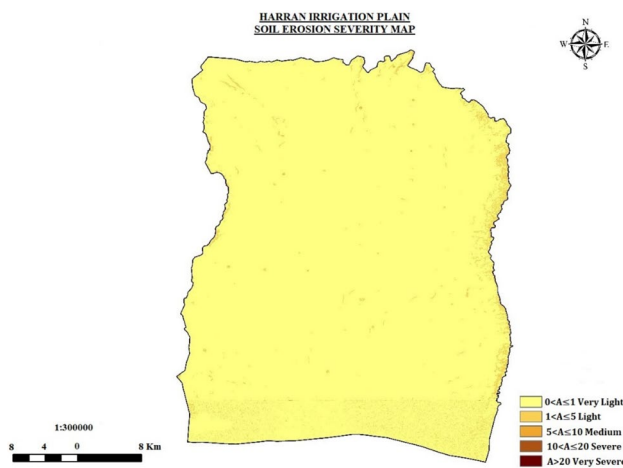 HARRAN IRRIGATION PLAIN
SOIL EROSION SEVERITY MAP
N
W E
S
0<A≤1 Very Light
1<A≤5 Light
5<A≤10 Medium
10<A≤20 Severe
A>20 Very Severe
1:300000
8 4 0 8 Km